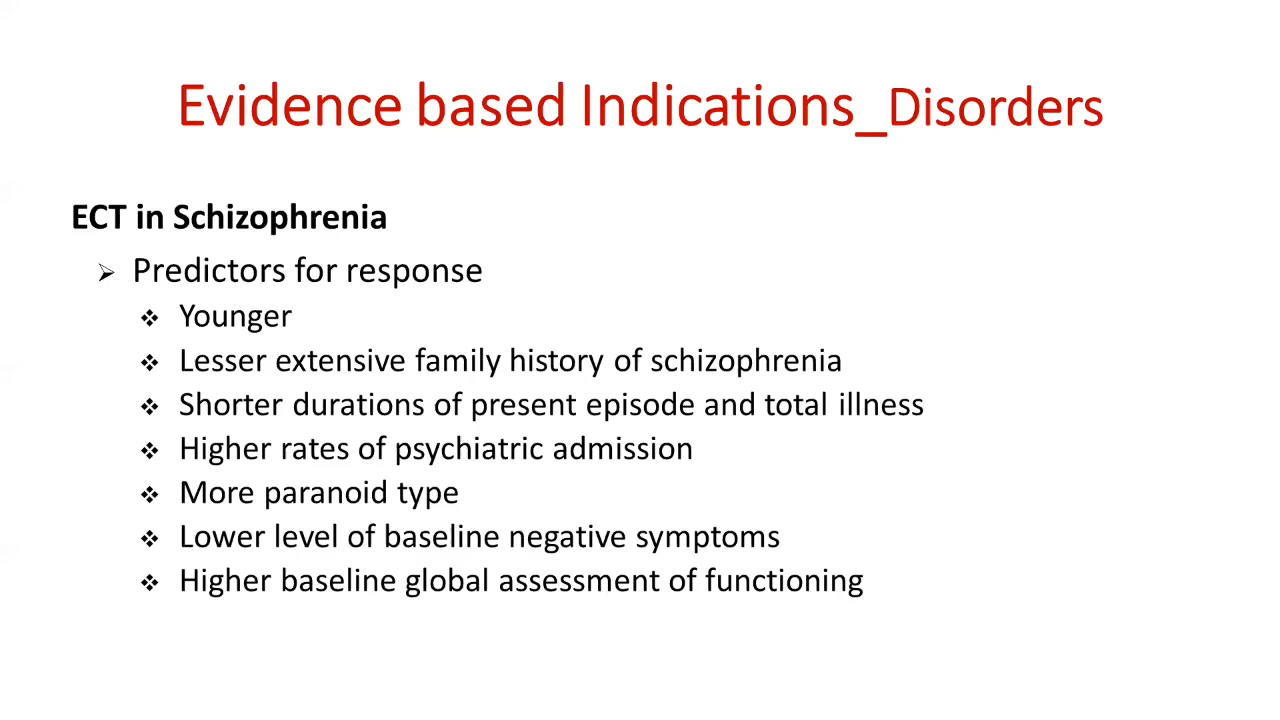 Evidence based Indications_Disorders
ECT in Schizophrenia
➢ Predictors for response
❖ Younger
❖ Lesser extensive family history of schizophrenia
❖ Shorter durations of present episode and total illness
❖ Higher rates of psychiatric admission
❖ More paranoid type
❖ Lower level of baseline negative symptoms
❖ Higher baseline global assessment of functioning